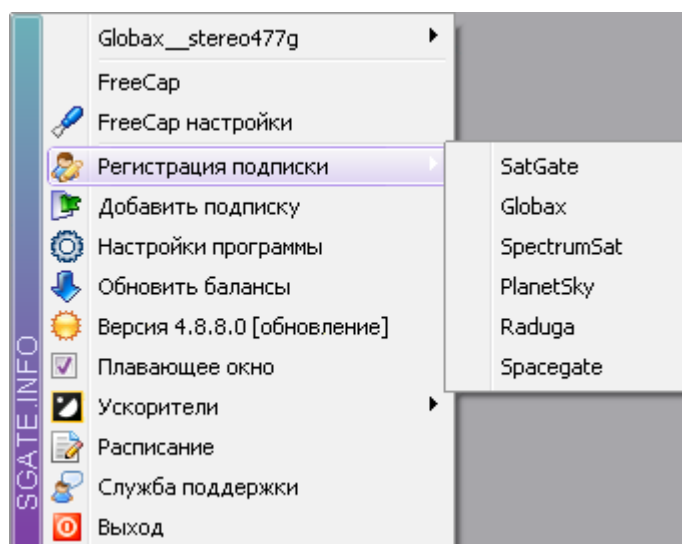 Globax__stereo477g
FreeCap
FreeCap настройки
Регистрация подписки
Добавить подписку
Настройки программы
Обновить балансы
Версия 4.8.8.0 [обновление]
Плавающее окно
Ускорители
Расписание
Служба поддержки
Выход
SatGate
Globax
SpectrumSat
PlanetSky
Raduga
Spacegate
SGATE.INFO